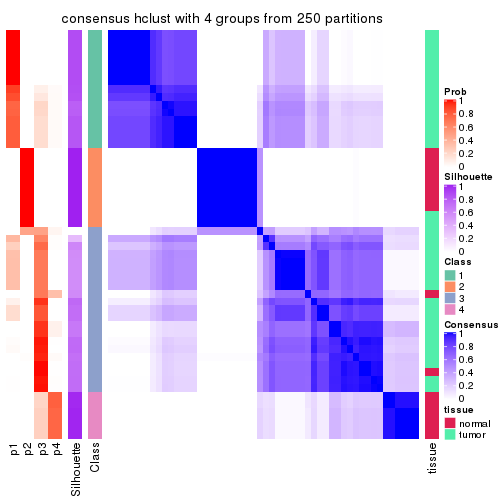 consensus hclust with 4 groups from 250 partitions
Prob
1
0.8
0.6
0.4
0.2
0
Silhouette
1
0.8
0.6
0.4
0.2
0
Class
1
2
3
4
Consensus
1
0.8
0.6
0.4
0.2
0
tissue
normal
tumor
p1
p2
p3
p4
Silhouette
Class
tissue